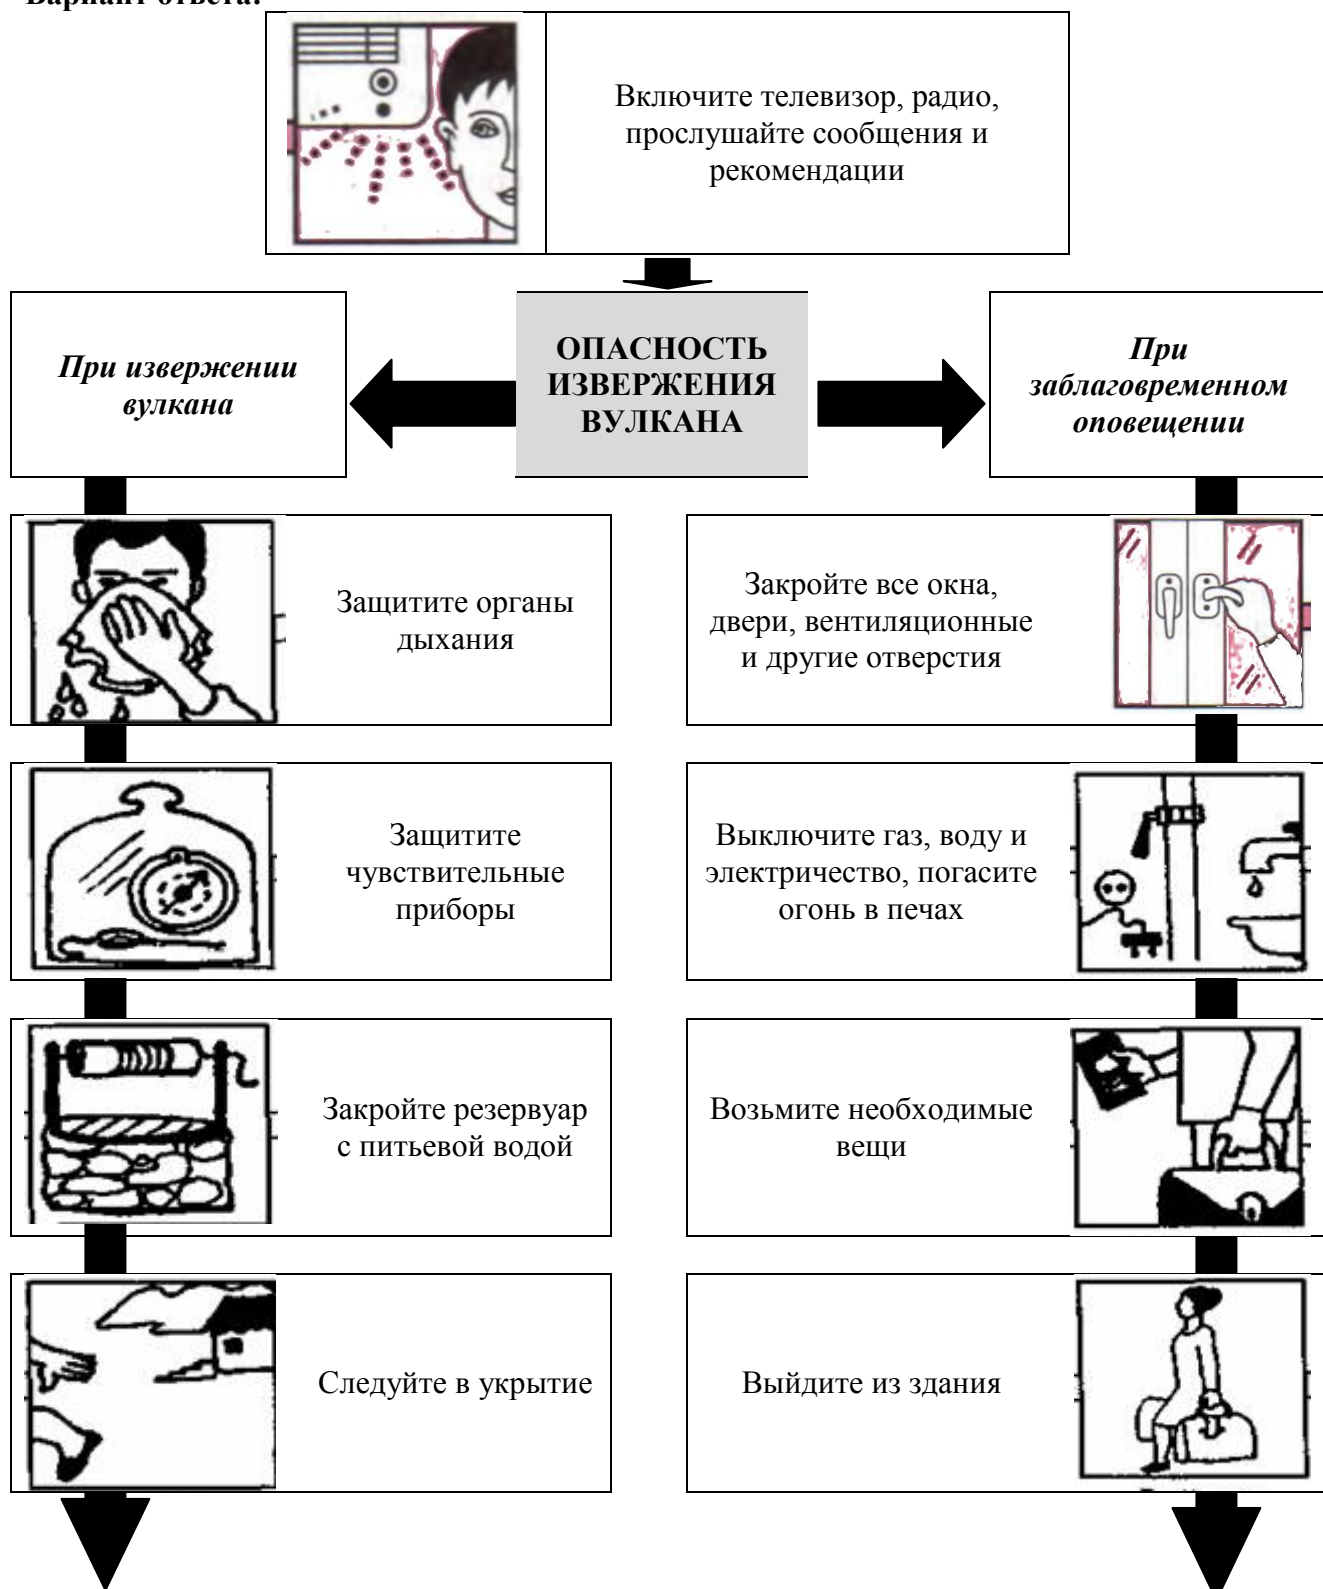 Вариант ответа:
Включите телевизор, радио,
прослушайте сообщения и
рекомендации
При извержении
вулкана
ОПАСНОСТЬ
ИЗВЕРЖЕНИЯ
ВУЛКАНА
При
заблаговременном
оповещении
Защитите органы
дыхания
Закройте все окна,
двери, вентиляционные
и другие отверстия
Защитите
чувствительные
приборы
Выключите газ, воду и
электричество, погасите
огонь в печах
Закройте резервуар
с питьевой водой
Возьмите необходимые
вещи
Следуйте в укрытие
Выйдите из здания